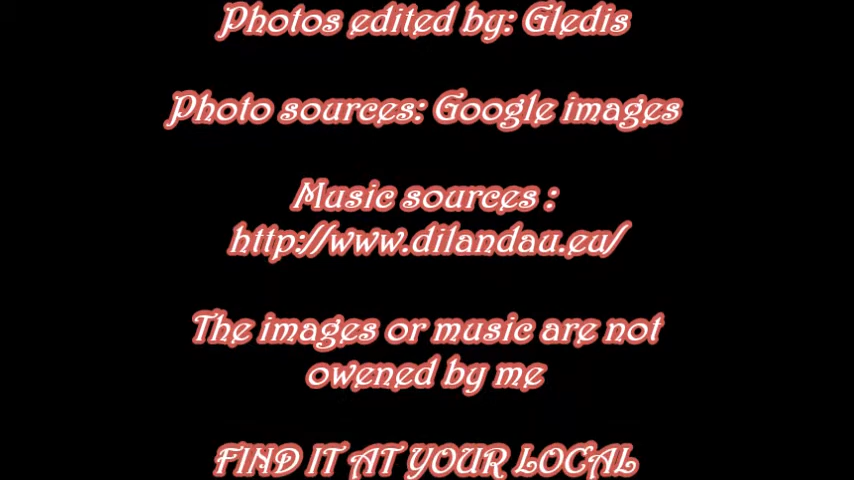 Photos edited by: Gledis
Photo sources: Google images
Music sources :
http://www.dilandau.eu/
The images or music are not
owened by me
FIND IT AT YOUR LOCAL